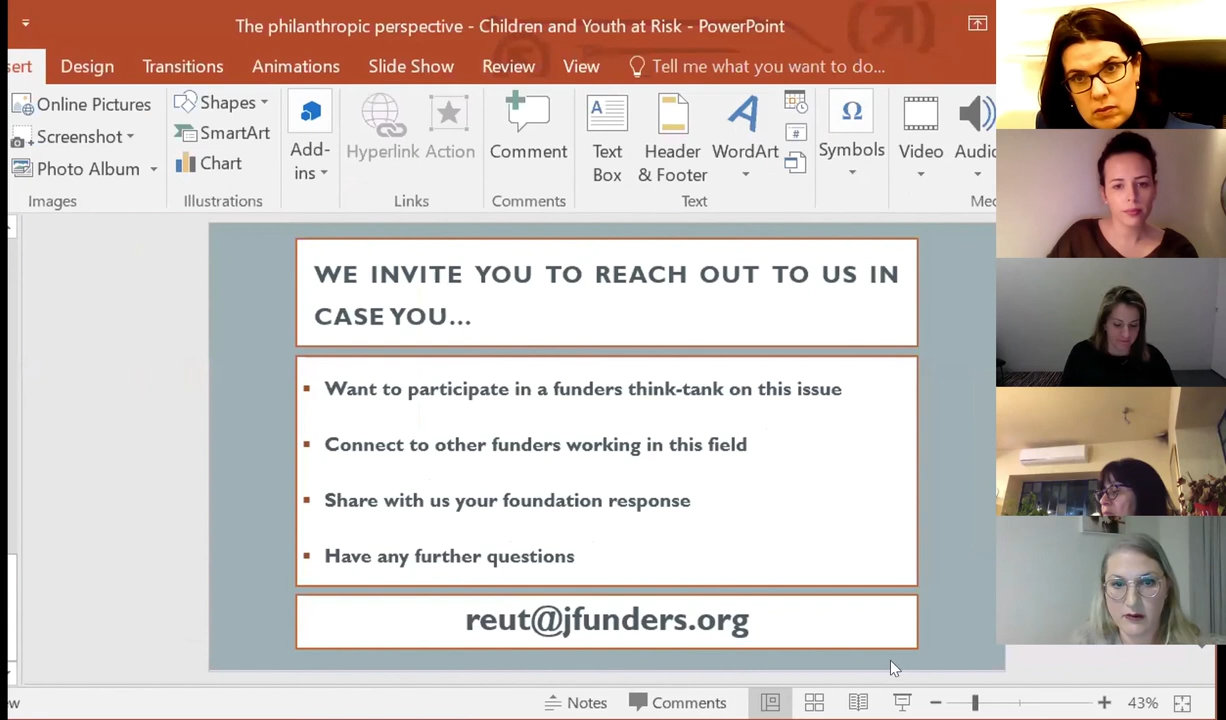 The philanthropic perspective - Children and Youth at Risk - PowerPoint
sert Design Transitions Animations Slide Show Review View Tell me what you want to do...
Online Pictures
Screenshot
Photo Album
Images
Shapes
SmartArt
Chart
Illustrations
Add-
ins
Hyperlink Action
Links
Comment
Comments
Text
Box
Header
& Footer
WordArt
Text
Symbols
Video
Audio
Med
WE INVITE YOU TO REACH OUT TO US IN
CASE YOU...
▪ Want to participate in a funders think-tank on this issue
▪ Connect to other funders working in this field
▪ Share with us your foundation response
▪ Have any further questions
reut@jfunders.org
ew Notes Comments 43%